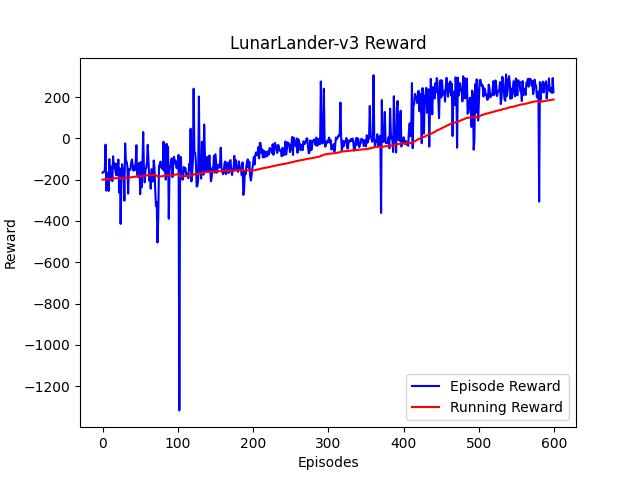 LunarLander-v3 Reward
200
0
−200
−400
−600
−800
−1000
−1200
Reward
0 100 200 300 400 500 600
Episodes
Episode Reward
Running Reward